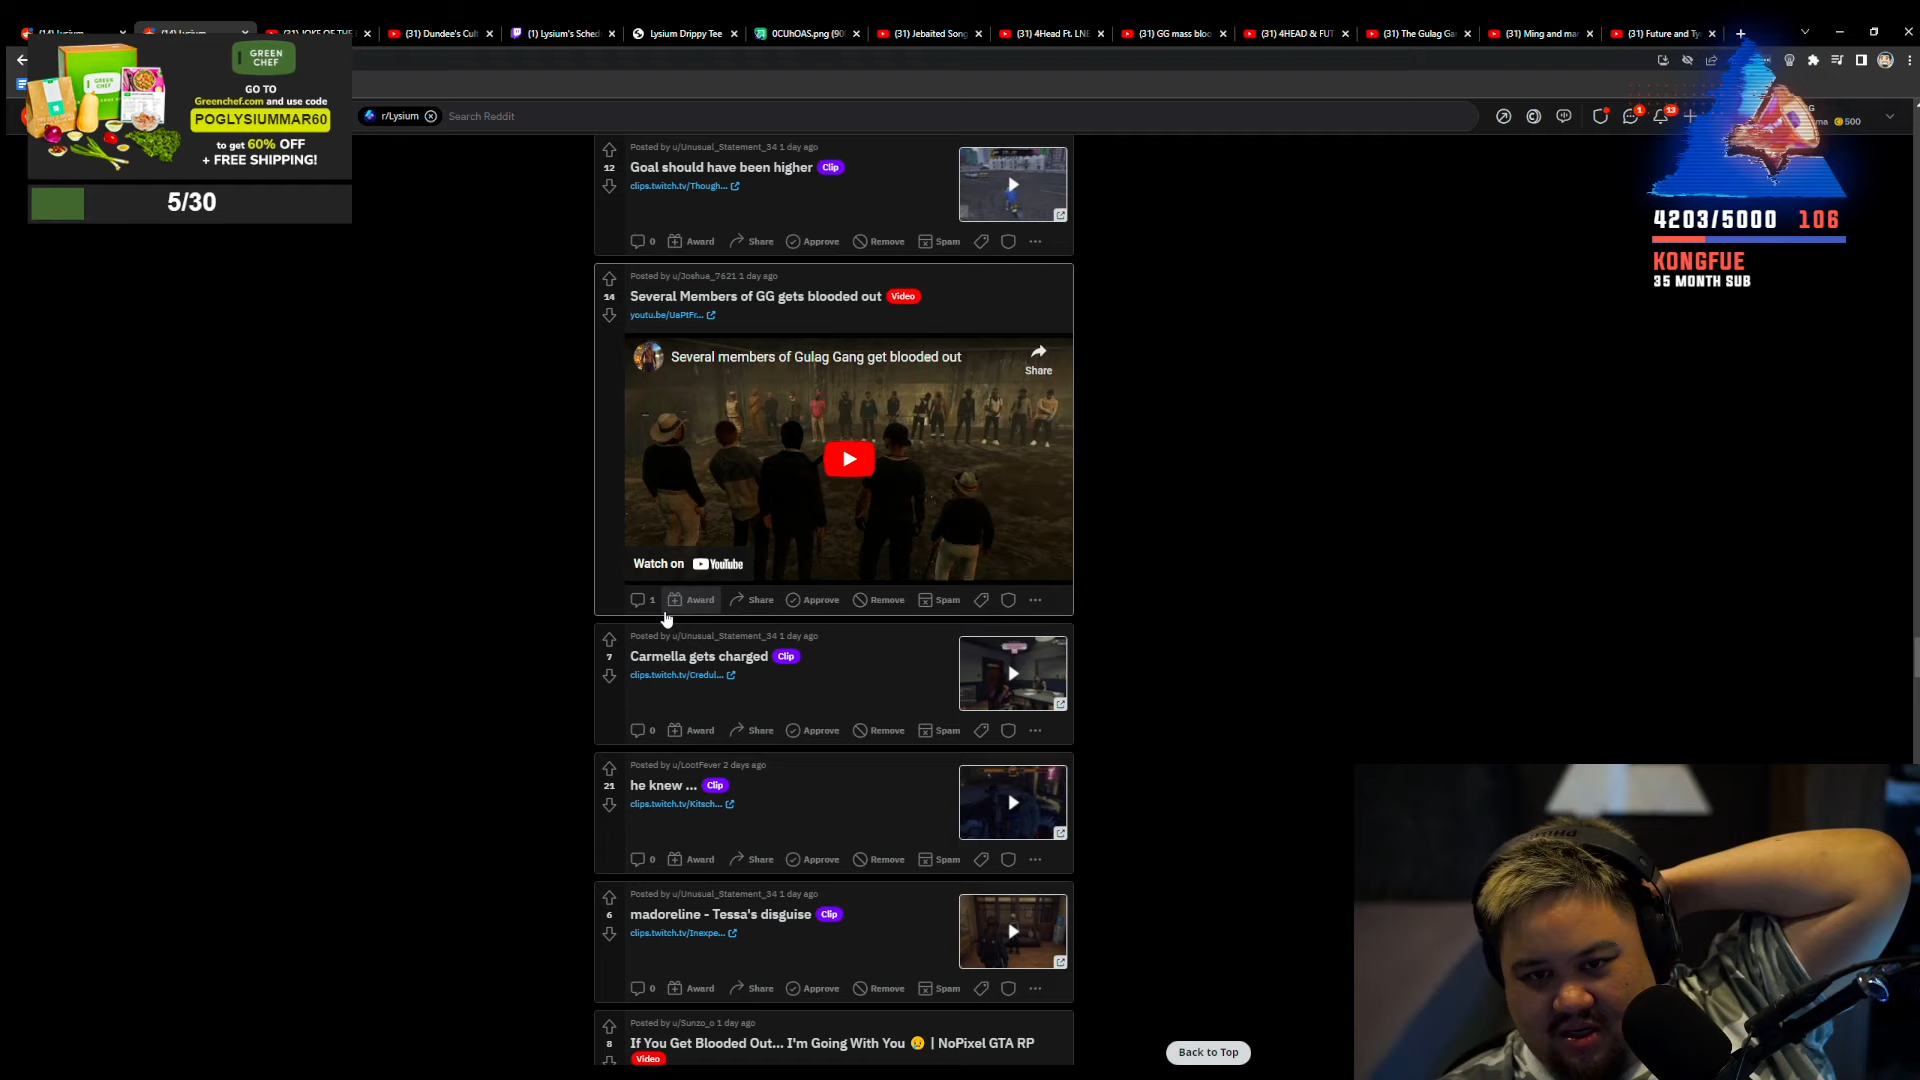 (31) JOKE OF THE
(31) Dundee's Cult
(1) Lysium's Sched
Lysium Drippy Tee
0CUhOAS.png (90
(31) Jebaited Song
(31) 4Head Ft. LNE
(31) GG mass bloo
(31) 4HEAD & FUT
(31) The Gulag Ga
(31) Ming and mar
(31) Future and Ty
GREEN CHEF
GO TO
Greenchef.com and use code
POGLYSIUMMAR60
to get 60% OFF
+ FREE SHIPPING!
5/30
r/Lysium
Search Reddit
1
13
500
4203/5000 106
KONGFUE
35 MONTH SUB
Posted by u/Unusual_Statement_34 1 day ago
12 Goal should have been higher Clip
clips.twitch.tv/Though...
0 Award Share Approve Remove Spam
Posted by u/Joshua_7621 1 day ago
14 Several Members of GG gets blooded out Video
youtu.be/UaPtFr...
Several members of Gulag Gang get blooded out
Share
Watch on YouTube
1 Award Share Approve Remove Spam
Posted by u/Unusual_Statement_34 1 day ago
7 Carmella gets charged Clip
clips.twitch.tv/Credul...
0 Award Share Approve Remove Spam
Posted by u/LootFever 2 days ago
21 he knew ... Clip
clips.twitch.tv/Kitsch...
0 Award Share Approve Remove Spam
Posted by u/Unusual_Statement_34 1 day ago
6 madoreline - Tessa's disguise Clip
clips.twitch.tv/Inexpe...
0 Award Share Approve Remove Spam
Posted by u/Sunzo_o 1 day ago
8 If You Get Blooded Out... I'm Going With You 😥 | NoPixel GTA RP
Video
Back to Top